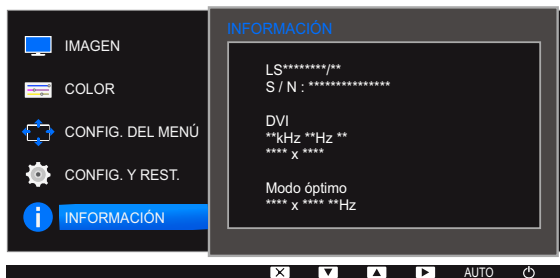 IMAGEN
COLOR
CONFIG. DEL MENÚ
CONFIG. Y REST.
INFORMACIÓN
INFORMACIÓN
LS********/**
S / N : ***************
DVI
**kHz **Hz **
**** x ****
Modo óptimo
**** x **** **Hz
AUTO